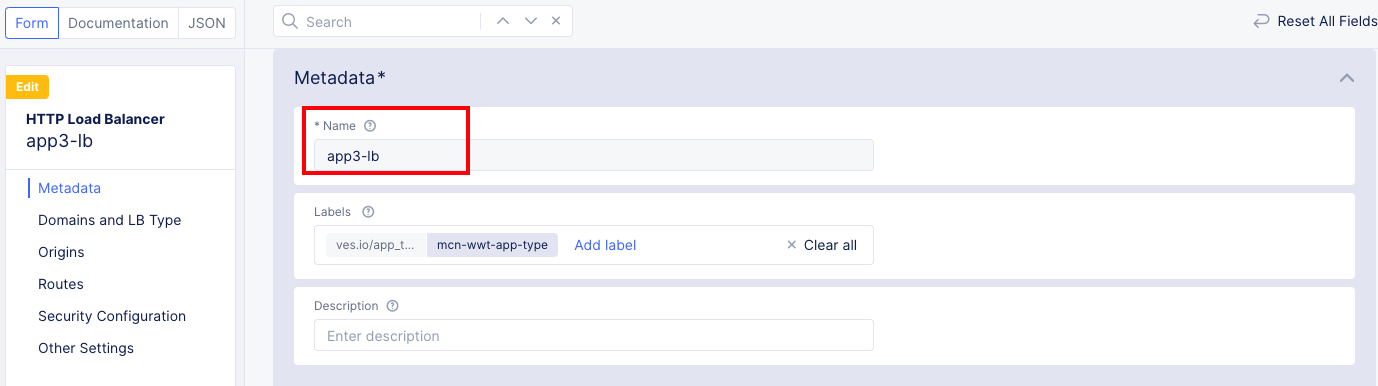 Form Documentation JSON
Search
Reset All Fields
Edit
HTTP Load Balancer
app3-lb
Metadata
Domains and LB Type
Origins
Routes
Security Configuration
Other Settings
Metadata*
* Name
app3-lb
Labels
ves.io/app_t... mcn-wwt-app-type Add label Clear all
Description
Enter description